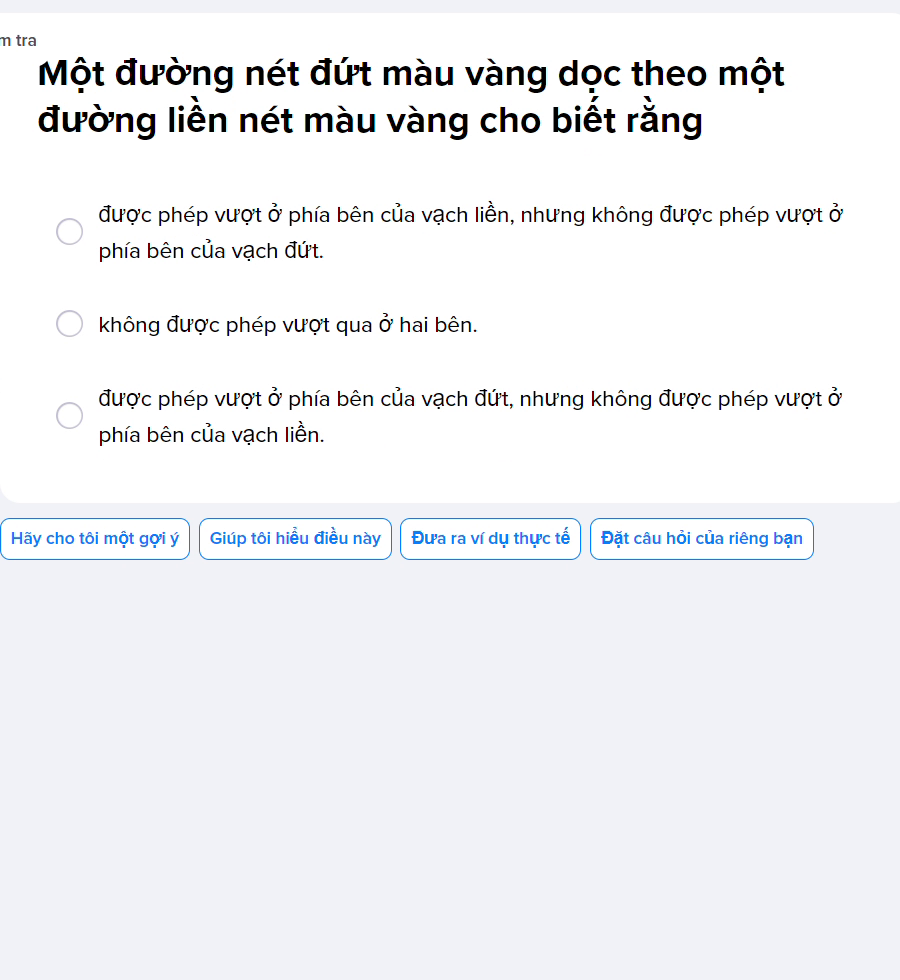 m tra
Một đường nét đứt màu vàng dọc theo một
đường liền nét màu vàng cho biết rằng
được phép vượt ở phía bên của vạch liền, nhưng không được phép vượt ở
phía bên của vạch đứt.
không được phép vượt qua ở hai bên.
được phép vượt ở phía bên của vạch đứt, nhưng không được phép vượt ở
phía bên của vạch liền.
Hãy cho tôi một gợi ý
Giúp tôi hiểu điều này
Đưa ra ví dụ thực tế
Đặt câu hỏi của riêng bạn